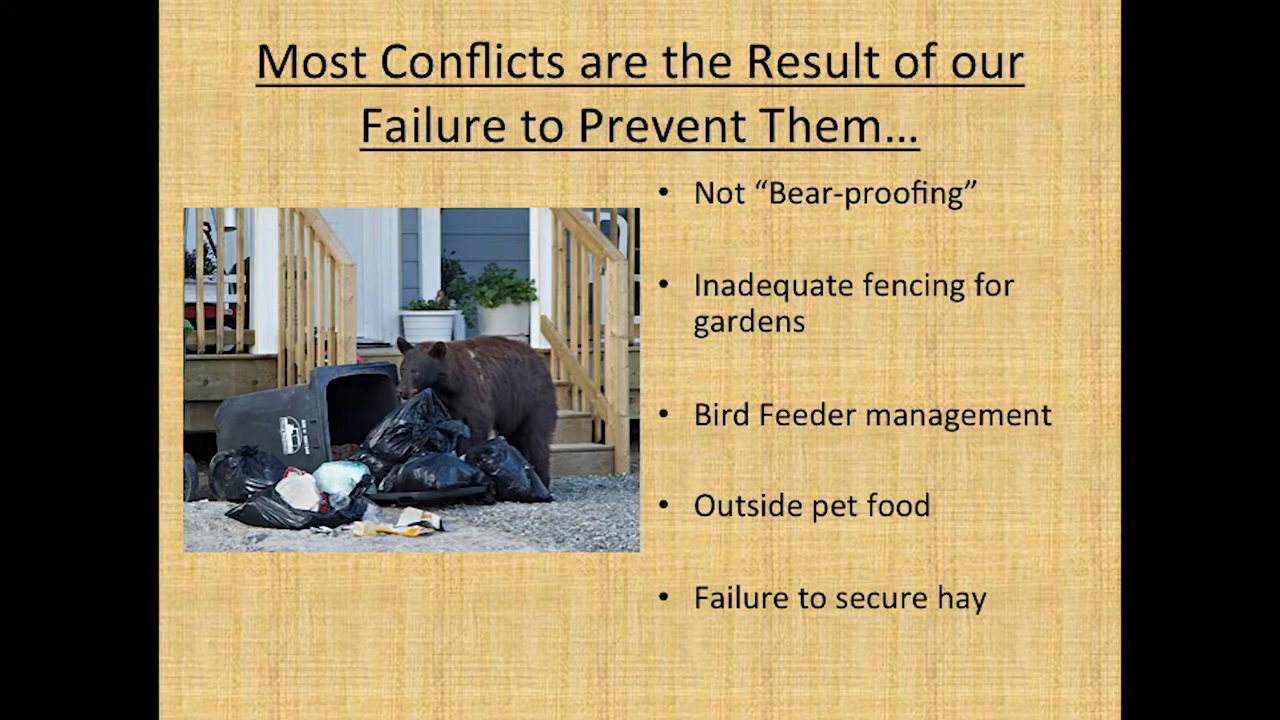 Most Conflicts are the Result of our
Failure to Prevent Them...
• Not “Bear-proofing”
• Inadequate fencing for
gardens
• Bird Feeder management
• Outside pet food
• Failure to secure hay